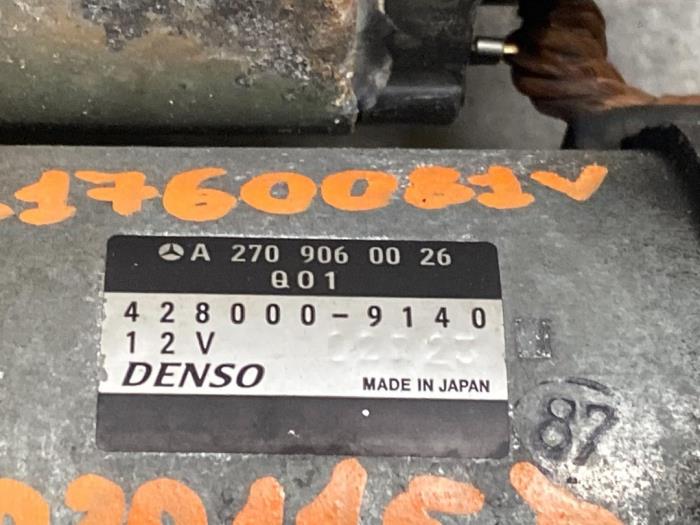 1760081V
A 270 906 00 26
Q01
428000-9140
12V
DENSO
MADE IN JAPAN
87